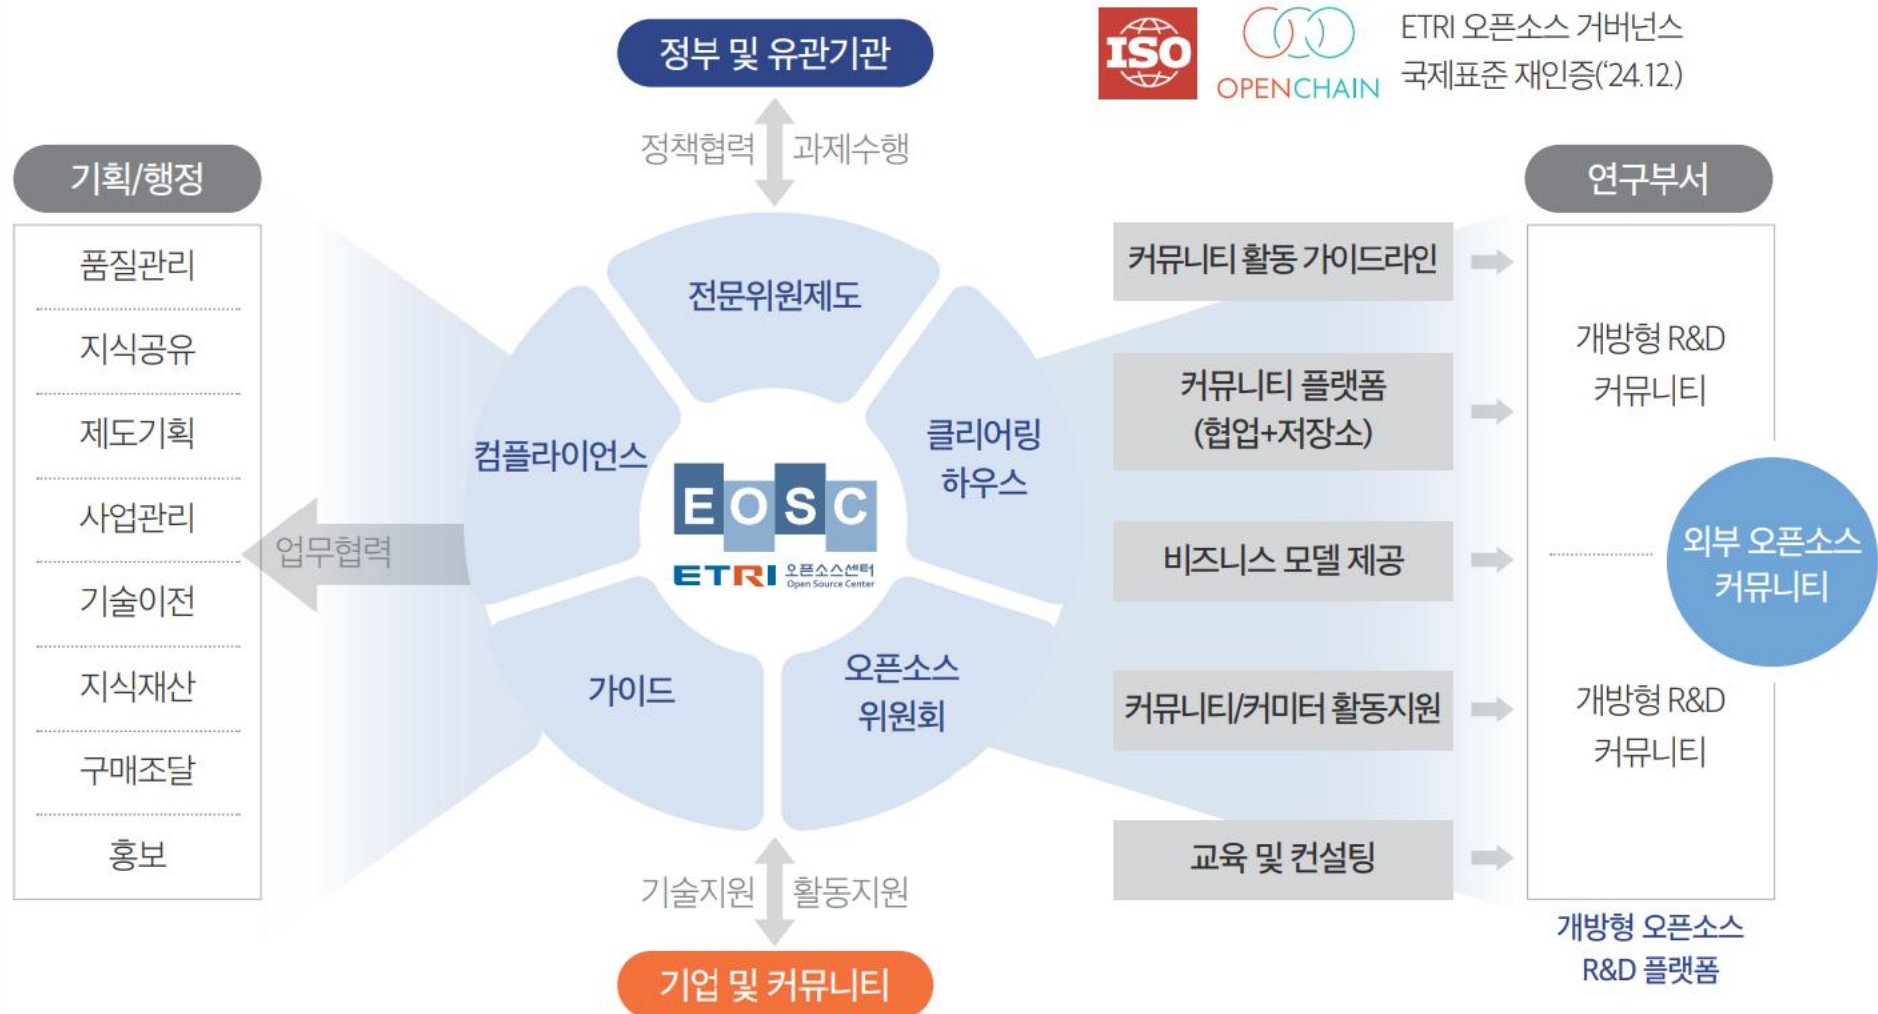 정부 및 유관기관
ISO
OPENCHAIN
ETRI 오픈소스 거버넌스
국제표준 재인증(‘24.12.)
정책협력
과제수행
기획/행정
품질관리
지식공유
제도기획
사업관리
기술이전
지식재산
구매조달
홍보
업무협력
전문위원제도
컴플라이언스
클리어링
하우스
EOSC
ETRI 오픈소스센터
Open Source Center
가이드
오픈소스
위원회
기술지원
활동지원
기업 및 커뮤니티
커뮤니티 활동 가이드라인
커뮤니티 플랫폼
(협업+저장소)
비즈니스 모델 제공
커뮤니티/커미터 활동지원
교육 및 컨설팅
연구부서
개방형 R&D
커뮤니티
외부 오픈소스
커뮤니티
개방형 R&D
커뮤니티
개방형 오픈소스
R&D 플랫폼